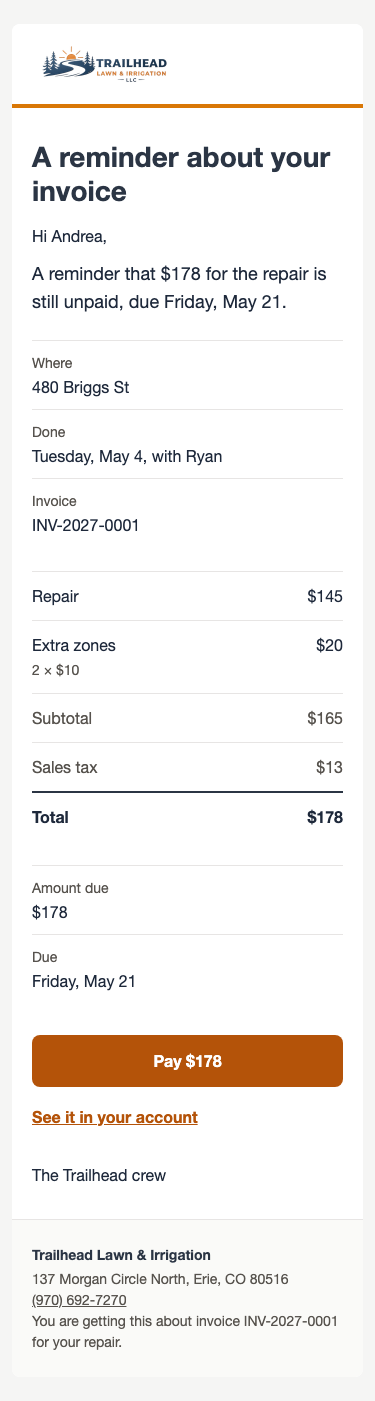 TRAILHEAD
LAWN & IRRIGATION
LLC
A reminder about your
invoice
Hi Andrea,
A reminder that $178 for the repair is
still unpaid, due Friday, May 21.
Where
480 Briggs St
Done
Tuesday, May 4, with Ryan
Invoice
INV-2027-0001
Repair $145
Extra zones $20
2 × $10
Subtotal $165
Sales tax $13
Total $178
Amount due
$178
Due
Friday, May 21
Pay $178
See it in your account
The Trailhead crew
Trailhead Lawn & Irrigation
137 Morgan Circle North, Erie, CO 80516
(970) 692-7270
You are getting this about invoice INV-2027-0001
for your repair.